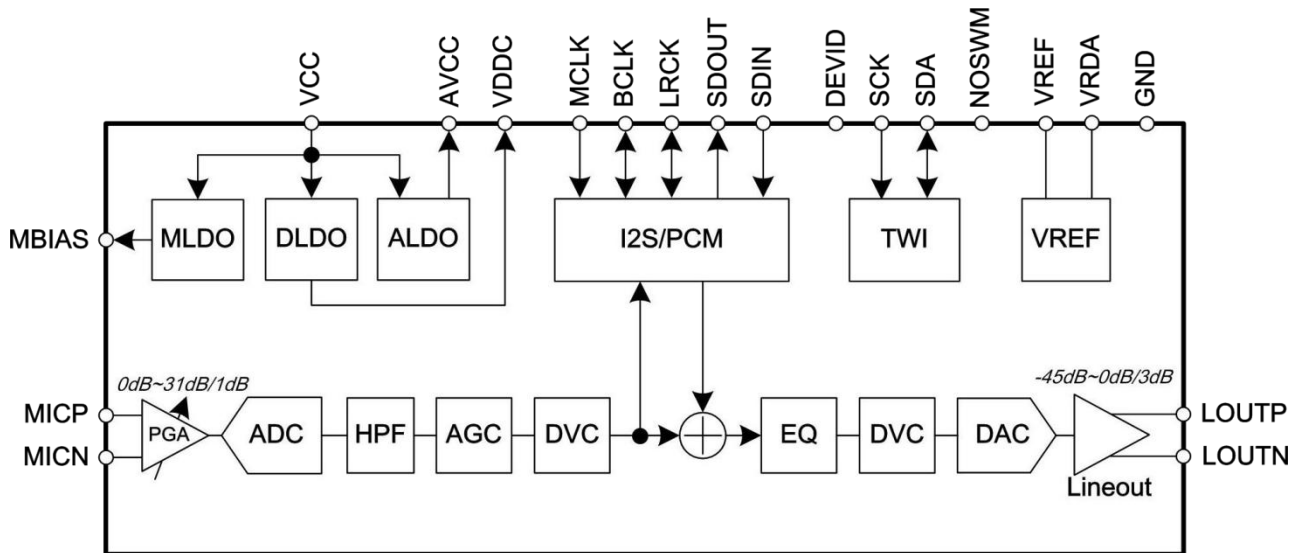 VCC
AVCC
VDDC
MCLK
BCLK
LRCK
SDOUT
SDIN
DEVID
SCK
SDA
NOSWM
VREF
VRDA
GND
MBIAS
MLDO
DLDO
ALDO
I2S/PCM
TWI
VREF
0dB~31dB/1dB
-45dB~0dB/3dB
MICP
MICN
PGA
ADC
HPF
AGC
DVC
EQ
DVC
DAC
LOUTP
LOUTN
Lineout